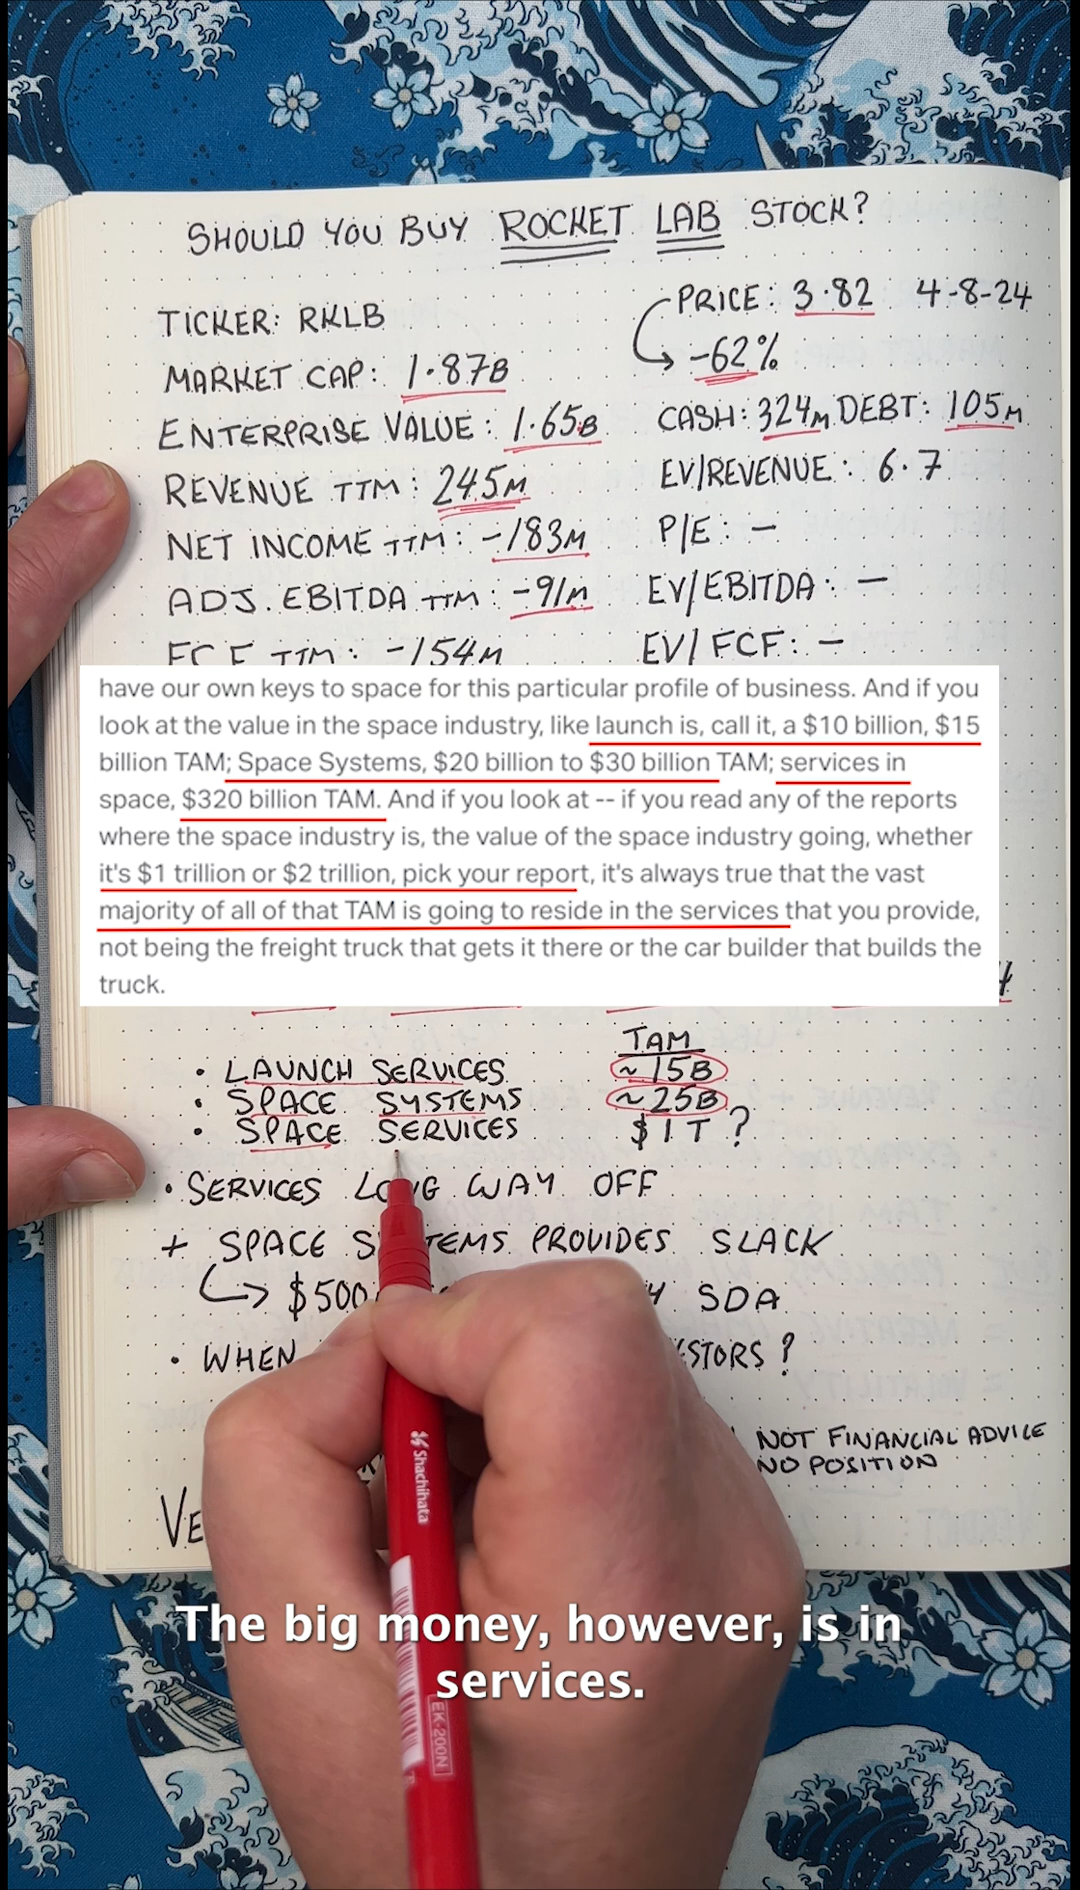 SHOULD YOU BUY ROCKET LAB STOCK?
TICKER: RKLB
PRICE: 3.82 4-8-24
-62%
MARKET CAP: 1.87B
ENTERPRISE VALUE: 1.65B
CASH: 324M DEBT: 105M
REVENUE TTM: 245M
EV/REVENUE: 6.7
NET INCOME TTM: -183M
P/E: -
ADJ. EBITDA TTM: -91M
EV/EBITDA: -
FCF TTM: -154M
EV/FCF: -
have our own keys to space for this particular profile of business. And if you
look at the value in the space industry, like launch is, call it, a $10 billion, $15
billion TAM; Space Systems, $20 billion to $30 billion TAM; services in
space, $320 billion TAM. And if you look at -- if you read any of the reports
where the space industry is, the value of the space industry going, whether
it's $1 trillion or $2 trillion, pick your report, it's always true that the vast
majority of all of that TAM is going to reside in the services that you provide,
not being the freight truck that gets it there or the car builder that builds the
truck.
TAM
• LAUNCH SERVICES ~15B
• SPACE SYSTEMS ~25B
• SPACE SERVICES $1T?
• SERVICES LONG WAY OFF
+ SPACE SYSTEMS PROVIDES SLACK
$500 SDA
• WHEN ?
NOT FINANCIAL ADVICE
NO POSITION
Shachihata
EK-200N
The big money, however, is in
services.